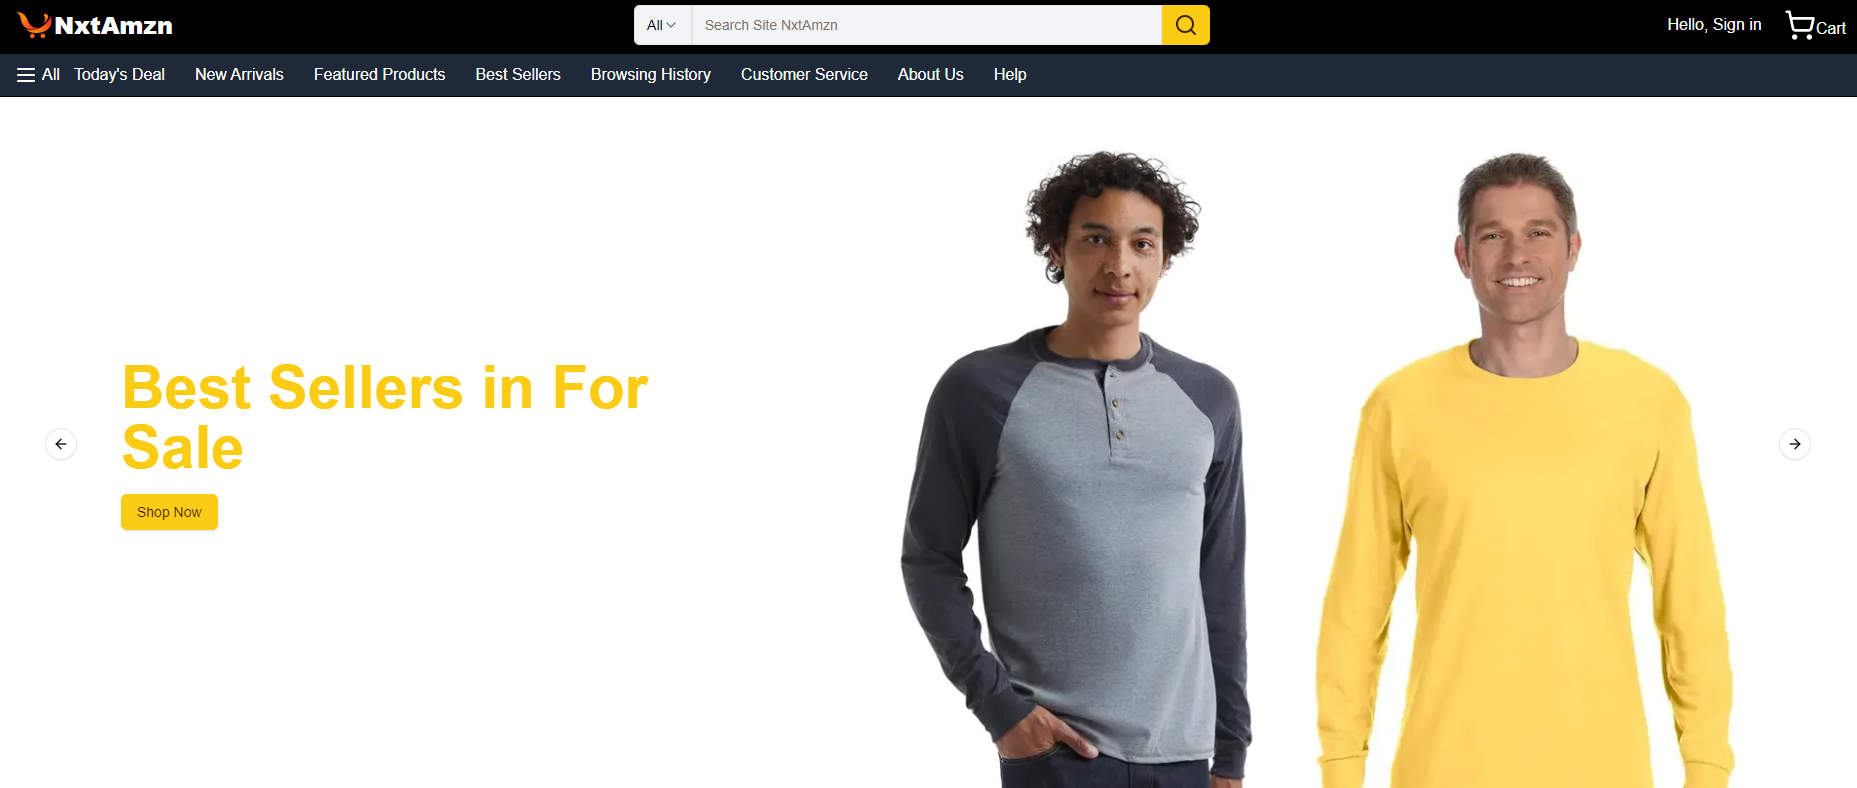 NxtAmzn
All
Search Site NxtAmzn
Hello, Sign in
Cart
All
Today's Deal
New Arrivals
Featured Products
Best Sellers
Browsing History
Customer Service
About Us
Help
Best Sellers in For
Sale
Shop Now